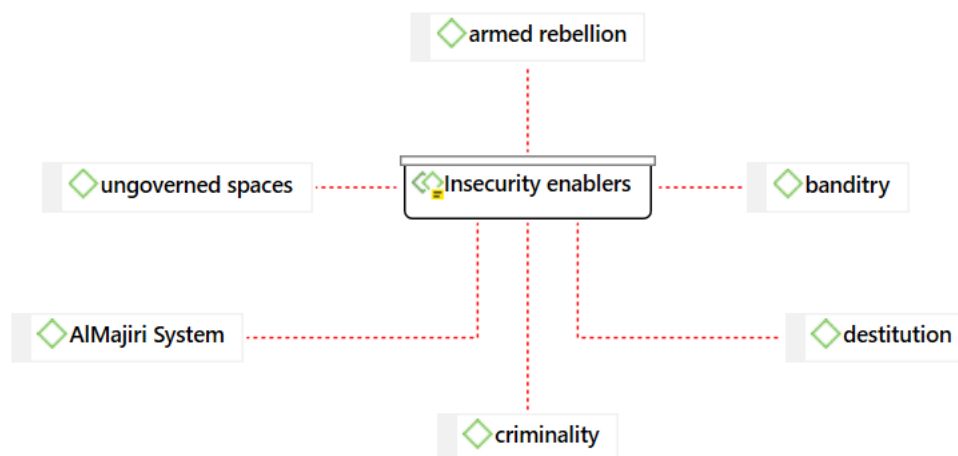 armed rebellion
ungoverned spaces
Insecurity enablers
banditry
AlMajiri System
destitution
criminality